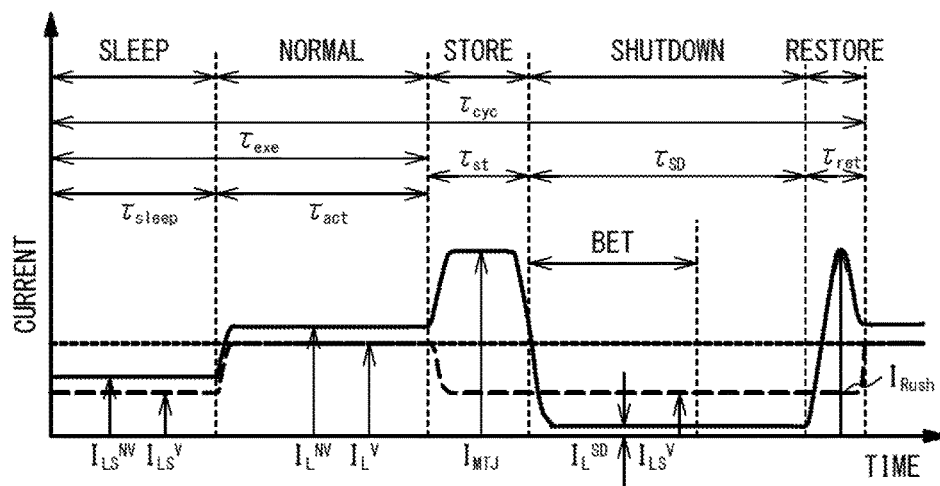 SLEEP NORMAL STORE SHUTDOWN RESTORE
τcyc
τexe
τst τSD τret
τsleep τact
BET
CURRENT
IRush
ILS^NV ILS^V IL^NV IL^V IMTJ IL^SD ILS^V
TIME